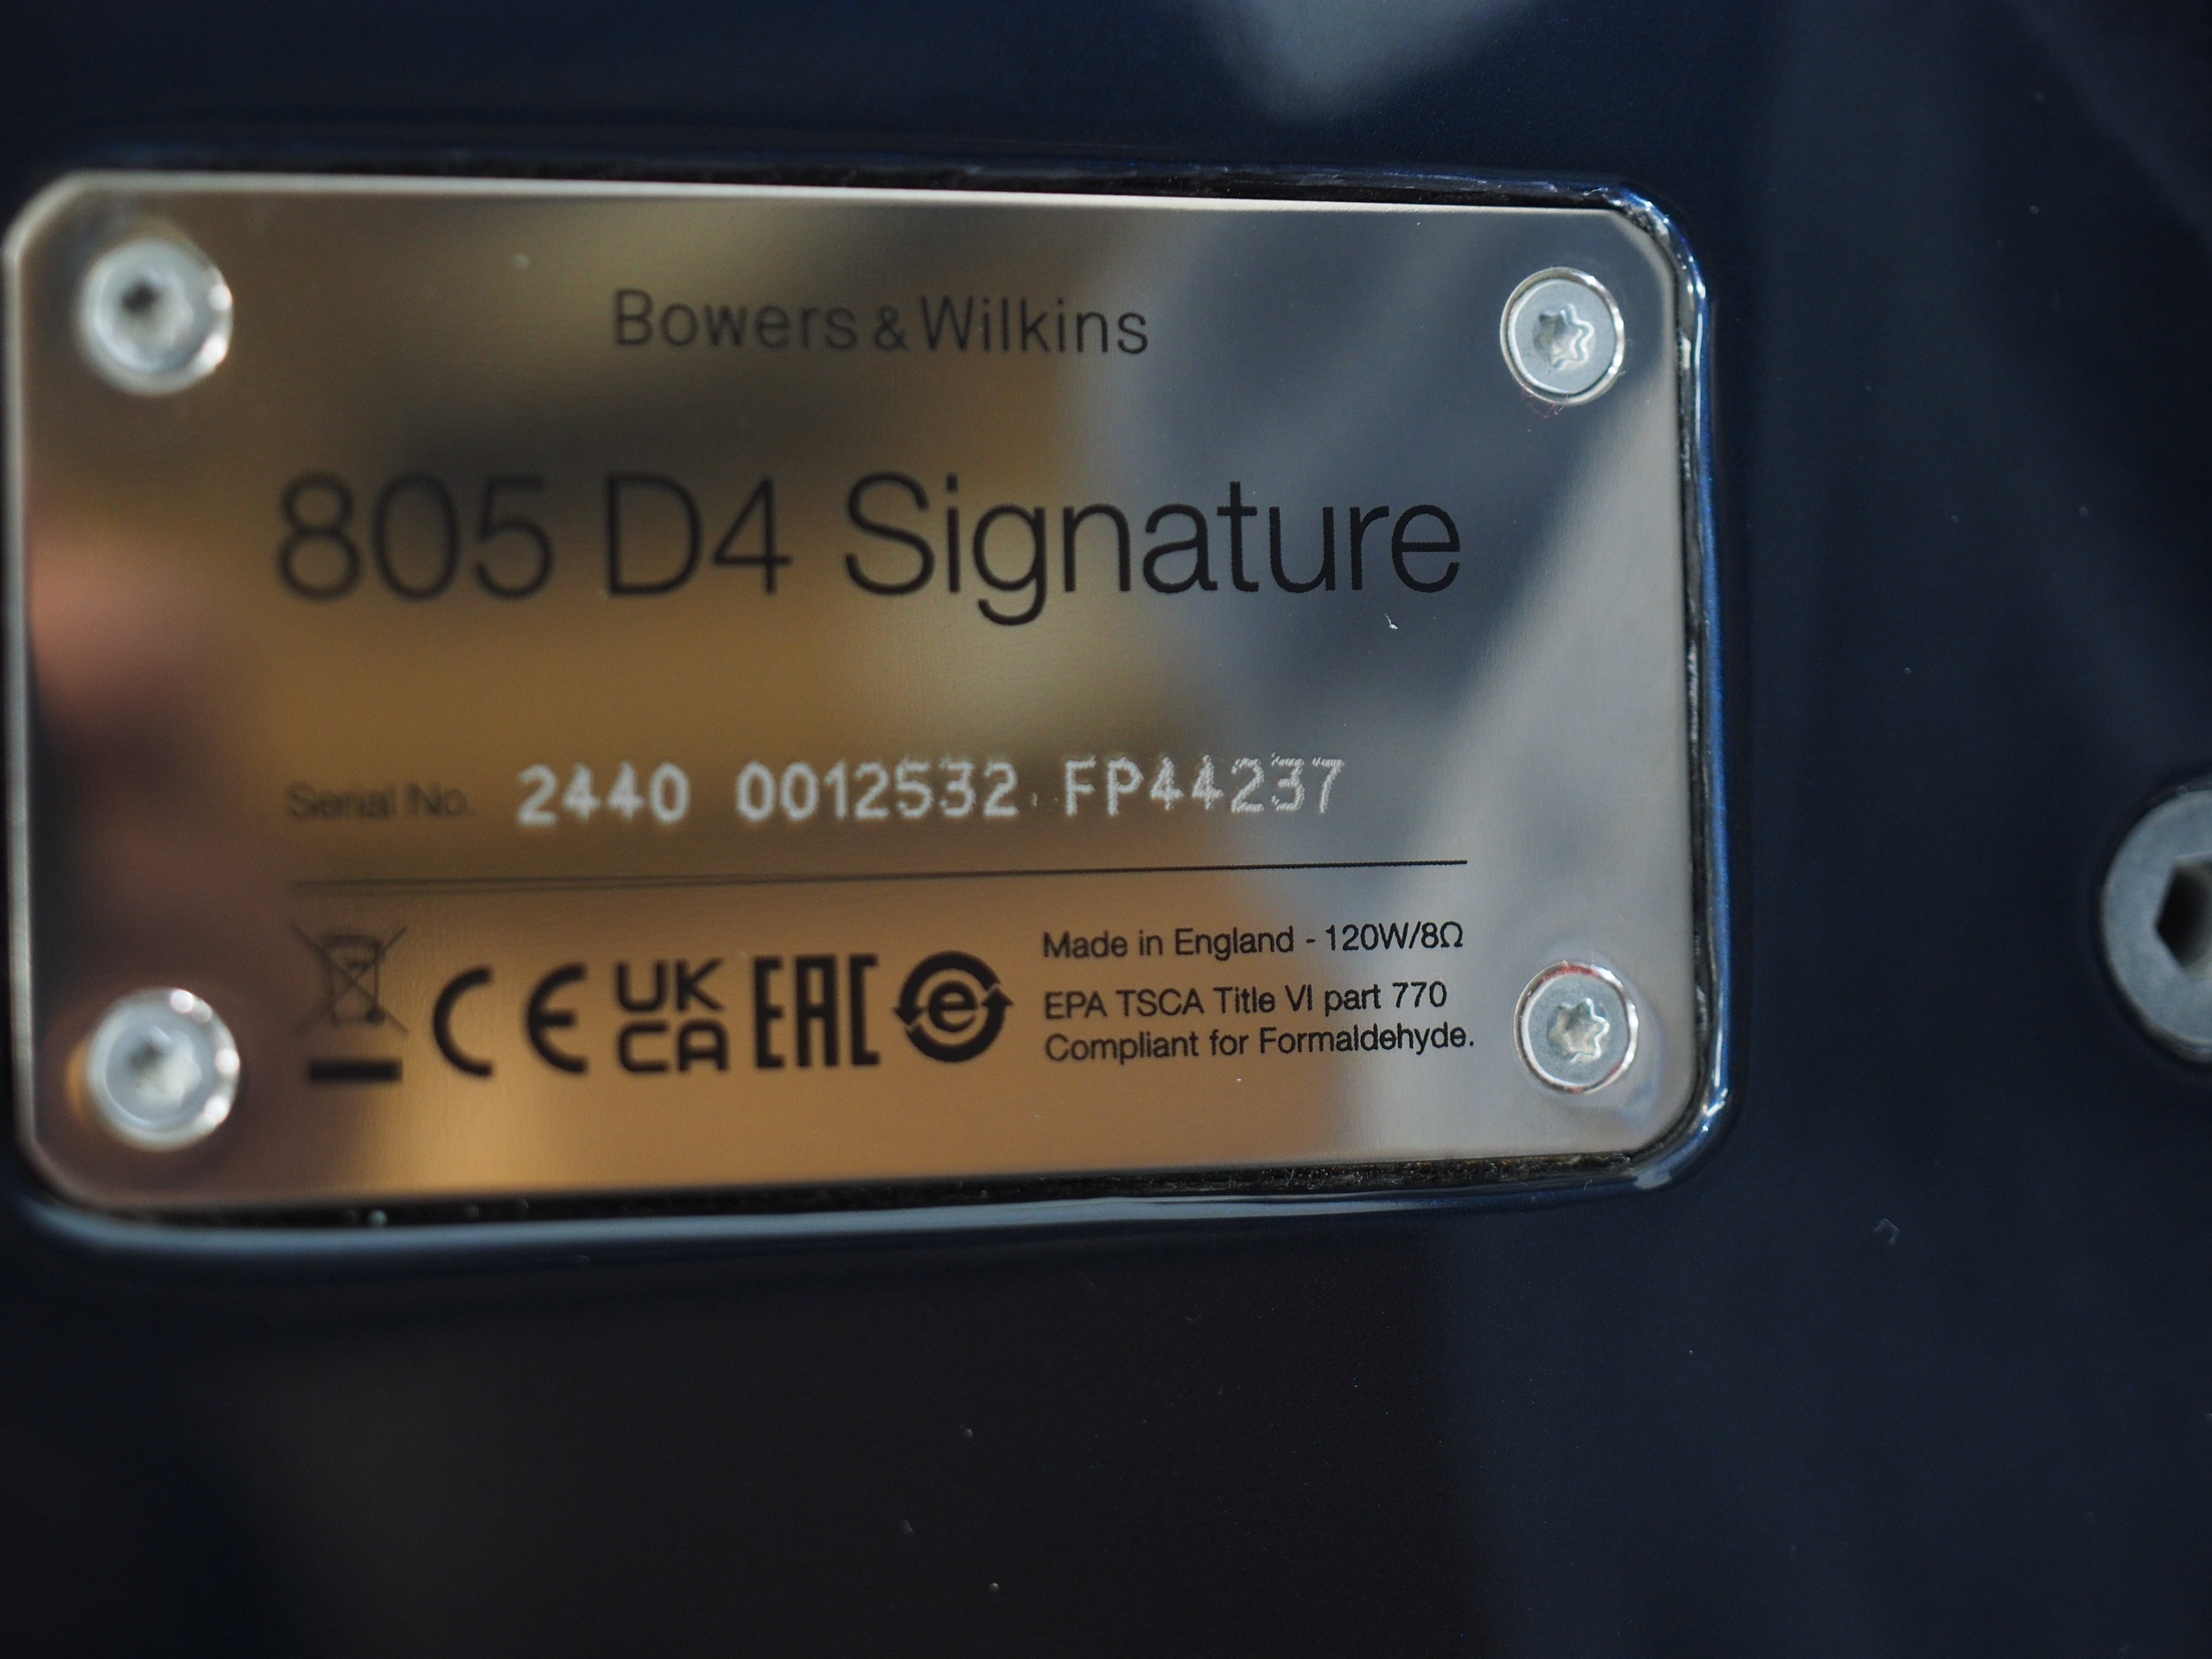 Bowers & Wilkins
805 D4 Signature
Serial No. 2440 0012532 FP44237
CE UK CA EAC e
Made in England - 120W/8Ω
EPA TSCA Title VI part 770
Compliant for Formaldehyde.